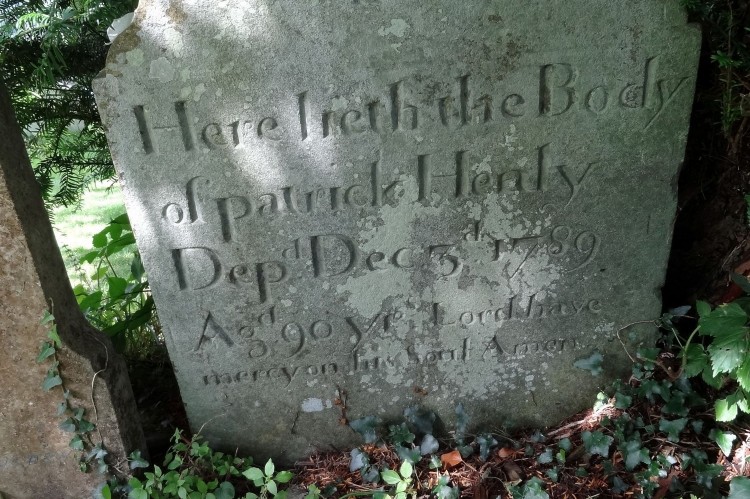 Here lieth the Body
of patrick Henly
Depd Dec 3d 1789
Agd 90 yrs Lord have
mercy on his Soul Amen